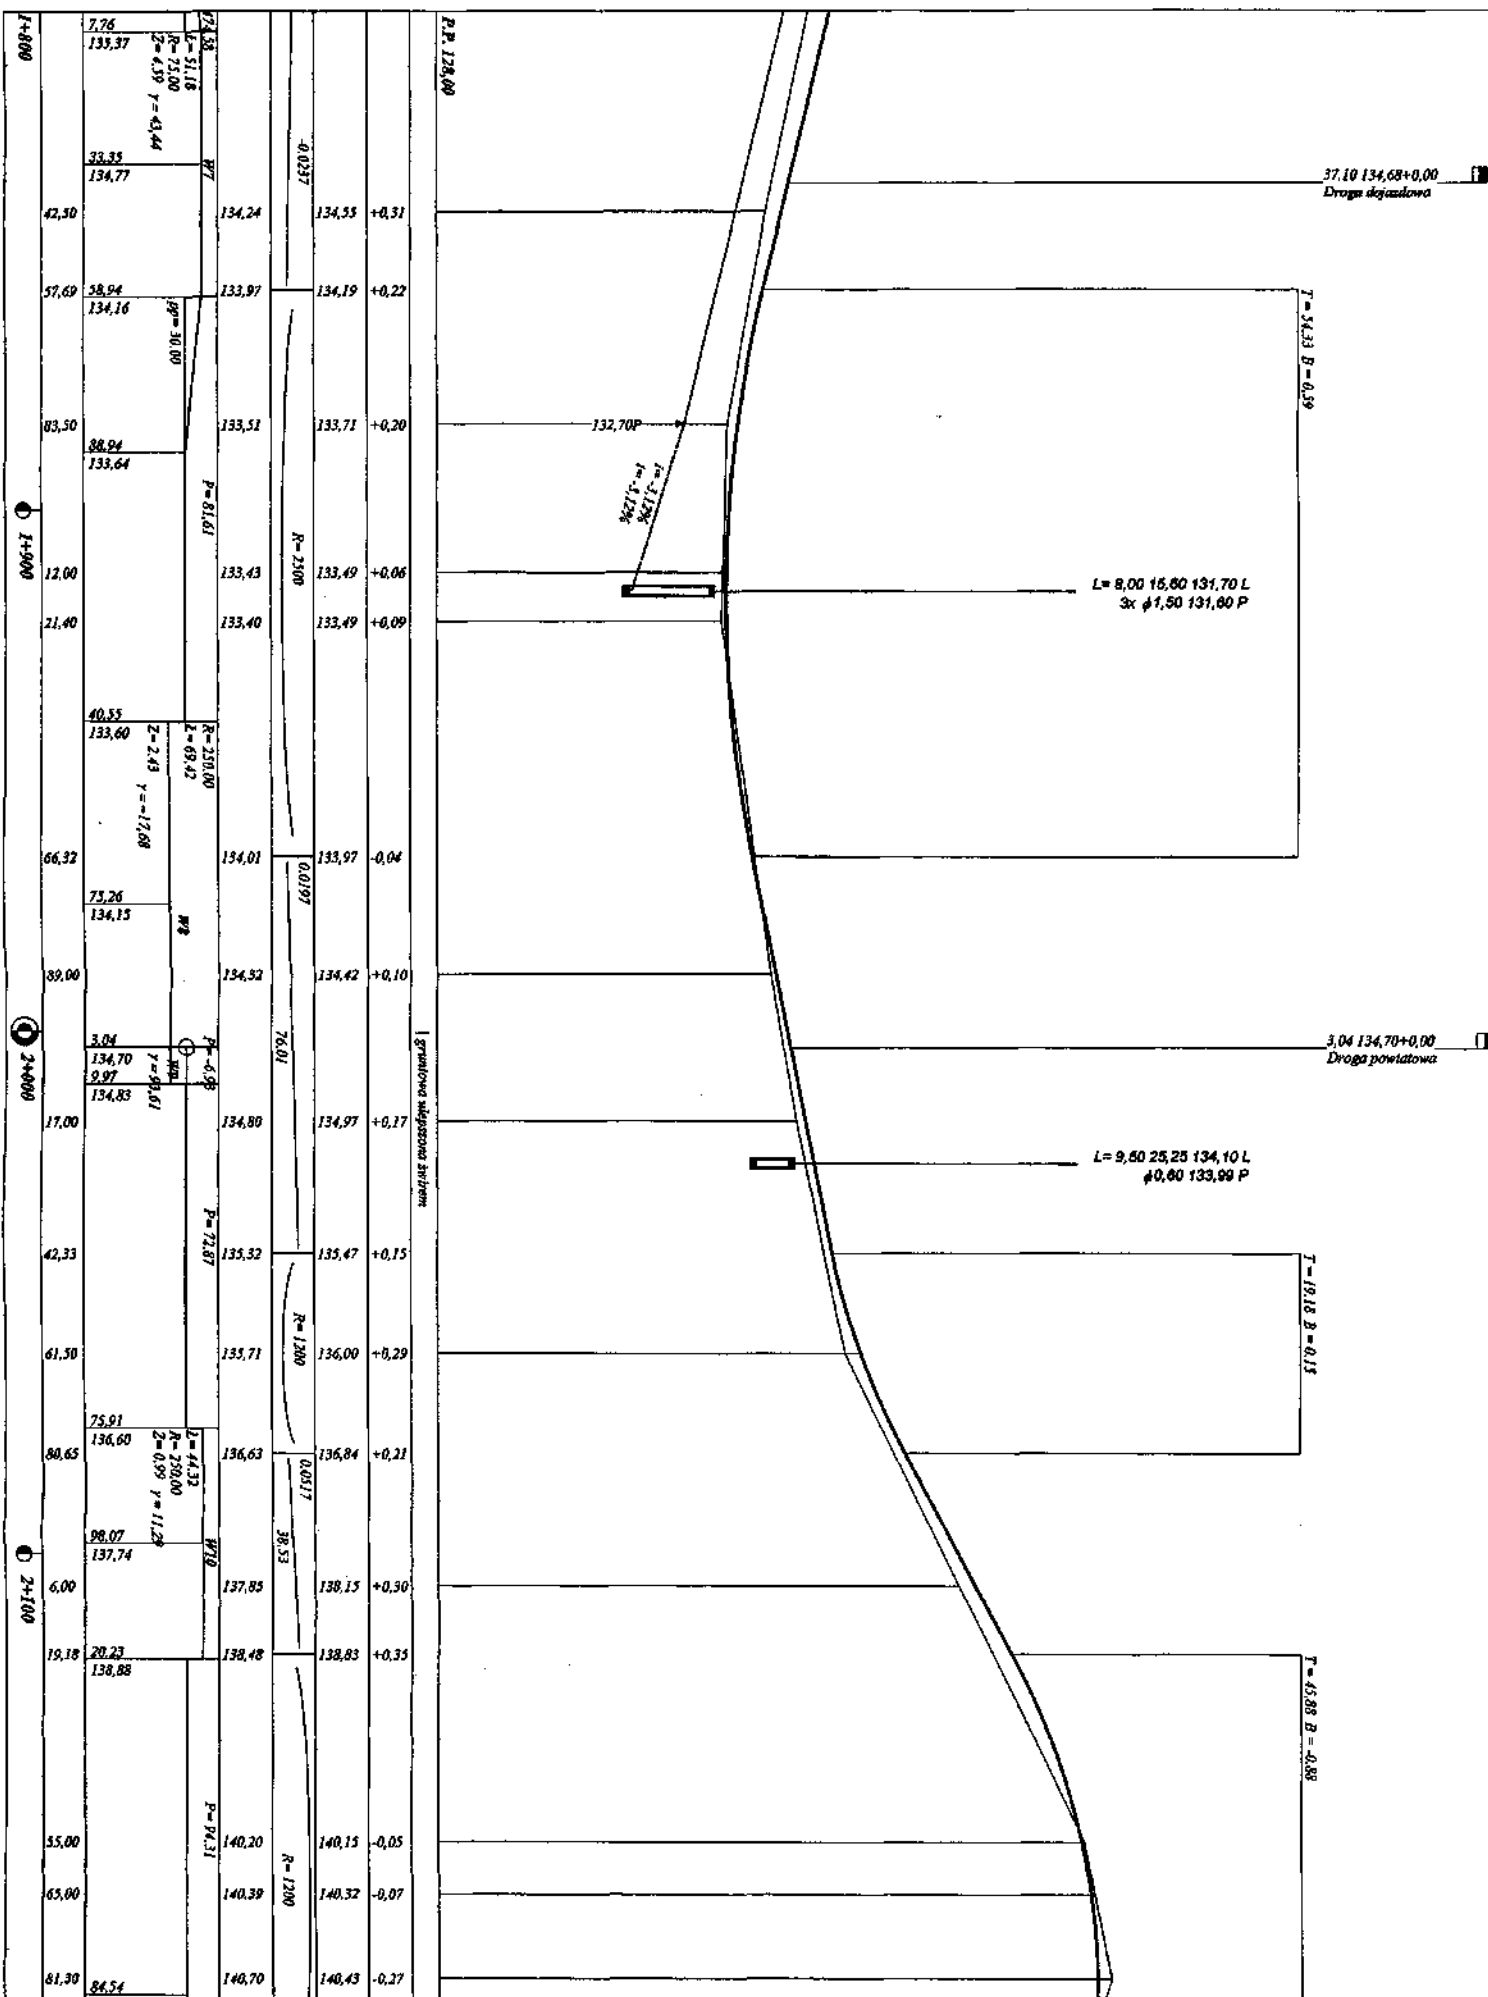 7,76
133,37
L= 51,18
R= 75,00
Z= 4,59 γ= 43,44
W7
1+800
-0,0237
P.P. 128,00
33,35
134,77
37,10 134,68+0,00
Droga dojazdowa
42,50
134,24
134,55
+0,31
57,69
58,94
134,16
133,97
134,19
+0,22
T= 54,33 B= 0,59
pp= 30,00
83,50
133,51
133,71
+0,20
132,70P
88,94
133,64
P= 81,61
i= -3,12%
i= -3,12%
1+900
R= 2500
12,00
133,43
133,49
+0,06
L= 8,00 15,60 131,70 L
3x ϕ1,50 131,60 P
21,40
133,40
133,49
+0,09
40,55
133,60
R= 250,00
L= 69,42
Z= 2,43
γ= -17,68
66,32
134,01
133,97
-0,04
0,0197
75,26
134,15
W8
89,00
134,32
134,42
+0,10
2+000
3,04
134,70
9,97
134,83
P= 6,98
γ= 93,61
76,01
gruntowa ulepszona żwirem
3,04 134,70+0,00
Droga powiatowa
17,00
134,80
134,97
+0,17
L= 9,60 25,25 134,10 L
ϕ0,60 133,99 P
P= 72,87
42,33
135,32
135,47
+0,15
T= 19,18 B= 0,15
R= 1200
61,50
135,71
136,00
+0,29
75,91
136,60
L= 44,32
R= 250,00
Z= 0,99 γ= 11,29
80,65
136,63
136,84
+0,21
0,0517
38,53
98,07
137,74
W10
2+100
6,00
137,85
138,15
+0,30
19,18
20,23
138,88
138,48
138,83
+0,35
T= 45,88 B= -0,88
P= 94,31
R= 1200
55,00
140,20
140,15
-0,05
65,00
140,39
140,32
-0,07
81,30
84,54
140,70
140,43
-0,27